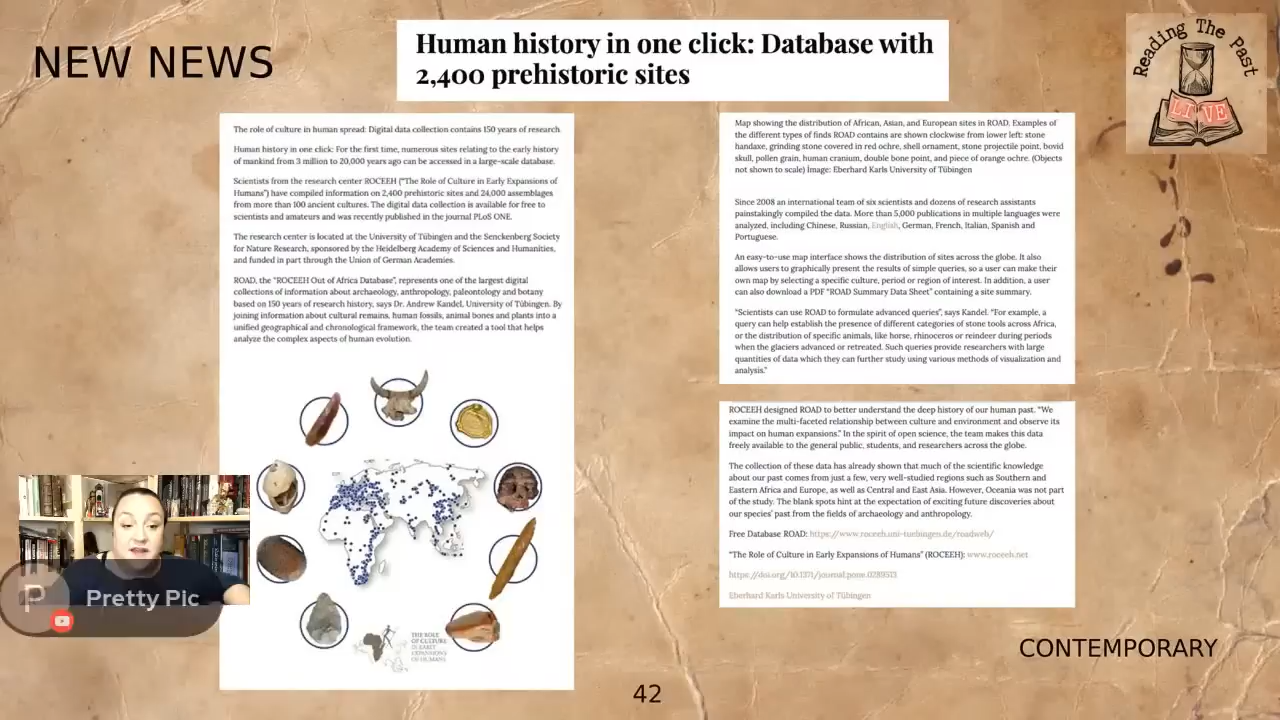 NEW NEWS
Human history in one click: Database with
2,400 prehistoric sites
Reading The Past
LIVE
The role of culture in human spread: Digital data collection contains 150 years of research.
Human history in one click: For the first time, numerous sites relating to the early history
of mankind from 3 million to 20,000 years ago can be accessed in a large-scale database.
Scientists from the research center ROCEEH ("The Role of Culture in Early Expansions of
Humans") have compiled information on 2,400 prehistoric sites and 24,000 assemblages
from more than 100 ancient cultures. The digital data collection is available for free to
scientists and amateurs and was recently published in the journal PLoS ONE.
The research center is located at the University of Tübingen and the Senckenberg Society
for Nature Research, sponsored by the Heidelberg Academy of Sciences and Humanities,
and funded in part through the Union of German Academies.
ROAD, the "ROCEEH Out of Africa Database", represents one of the largest digital
collections of information about archaeology, anthropology, paleontology and botany
based on 150 years of research history, says Dr. Andrew Kandel, University of Tübingen. By
joining information about cultural remains, human fossils, animal bones and plants into a
unified geographical and chronological framework, the team created a tool that helps
analyze the complex aspects of human evolution.
THE ROLE
OF CULTURE
IN EARLY
EXPANSIONS
OF HUMANS
P
Pretty Pic
Map showing the distribution of African, Asian, and European sites in ROAD. Examples of
the different types of finds ROAD contains are shown clockwise from lower left: stone
handaxe, grinding stone covered in red ochre, shell ornament, stone projectile point, bovid
skull, pollen grain, human cranium, double bone point, and piece of orange ochre. (Objects
not shown to scale) Image: Eberhard Karls University of Tübingen
Since 2008 an international team of six scientists and dozens of research assistants
painstakingly compiled the data. More than 5,000 publications in multiple languages were
analyzed, including Chinese, Russian, English, German, French, Italian, Spanish and
Portuguese.
An easy-to-use map interface shows the distribution of sites across the globe. It also
allows users to graphically present the results of simple queries, so a user can make their
own map by selecting a specific culture, period or region of interest. In addition, a user
can also download a PDF "ROAD Summary Data Sheet" containing a site summary.
"Scientists can use ROAD to formulate advanced queries", says Kandel. "For example, a
query can help establish the presence of different categories of stone tools across Africa,
or the distribution of specific animals, like horse, rhinoceros or reindeer during periods
when the glaciers advanced or retreated. Such queries provide researchers with large
quantities of data which they can further study using various methods of visualization and
analysis."
ROCEEH designed ROAD to better understand the deep history of our human past. "We
examine the multi-faceted relationship between culture and environment and observe its
impact on human expansions." In the spirit of open science, the team makes this data
freely available to the general public, students, and researchers across the globe.
The collection of these data has already shown that much of the scientific knowledge
about our past comes from just a few, very well-studied regions such as Southern and
Eastern Africa and Europe, as well as Central and East Asia. However, Oceania was not part
of the study. The blank spots hint at the expectation of exciting future discoveries about
our species' past from the fields of archaeology and anthropology.
Free Database ROAD: https://www.roceeh.uni-tuebingen.de/roadweb/
"The Role of Culture in Early Expansions of Humans" (ROCEEH): www.roceeh.net
https://doi.org/10.1371/journal.pone.0289513
Eberhard Karls University of Tübingen
CONTEMPORARY
42